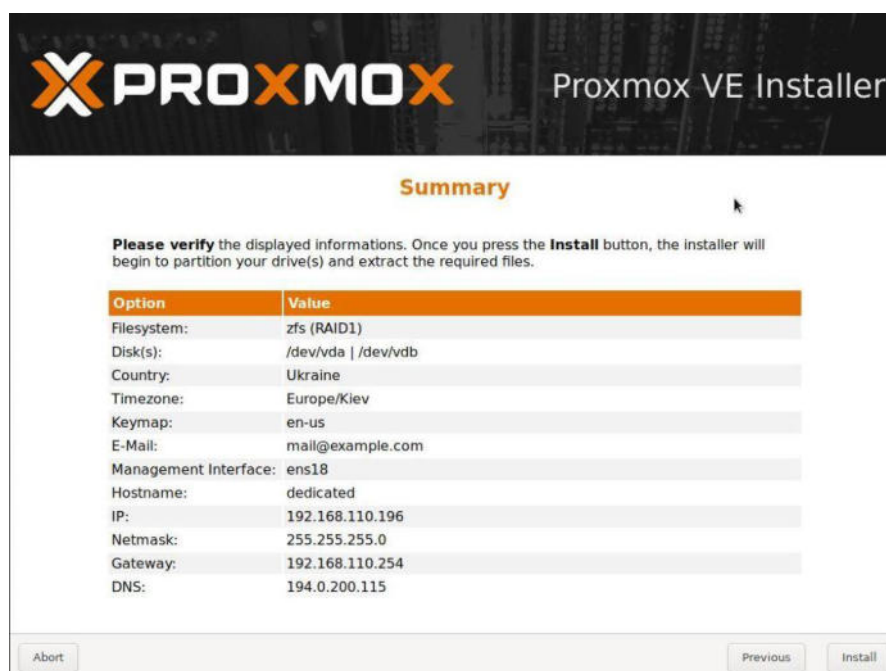 PROXMOX
Proxmox VE Installer
Summary
Please verify the displayed informations. Once you press the Install button, the installer will
begin to partition your drive(s) and extract the required files.
Option Value
Filesystem: zfs (RAID1)
Disk(s): /dev/vda | /dev/vdb
Country: Ukraine
Timezone: Europe/Kiev
Keymap: en-us
E-Mail: mail@example.com
Management Interface: ens18
Hostname: dedicated
IP: 192.168.110.196
Netmask: 255.255.255.0
Gateway: 192.168.110.254
DNS: 194.0.200.115
Abort Previous Install